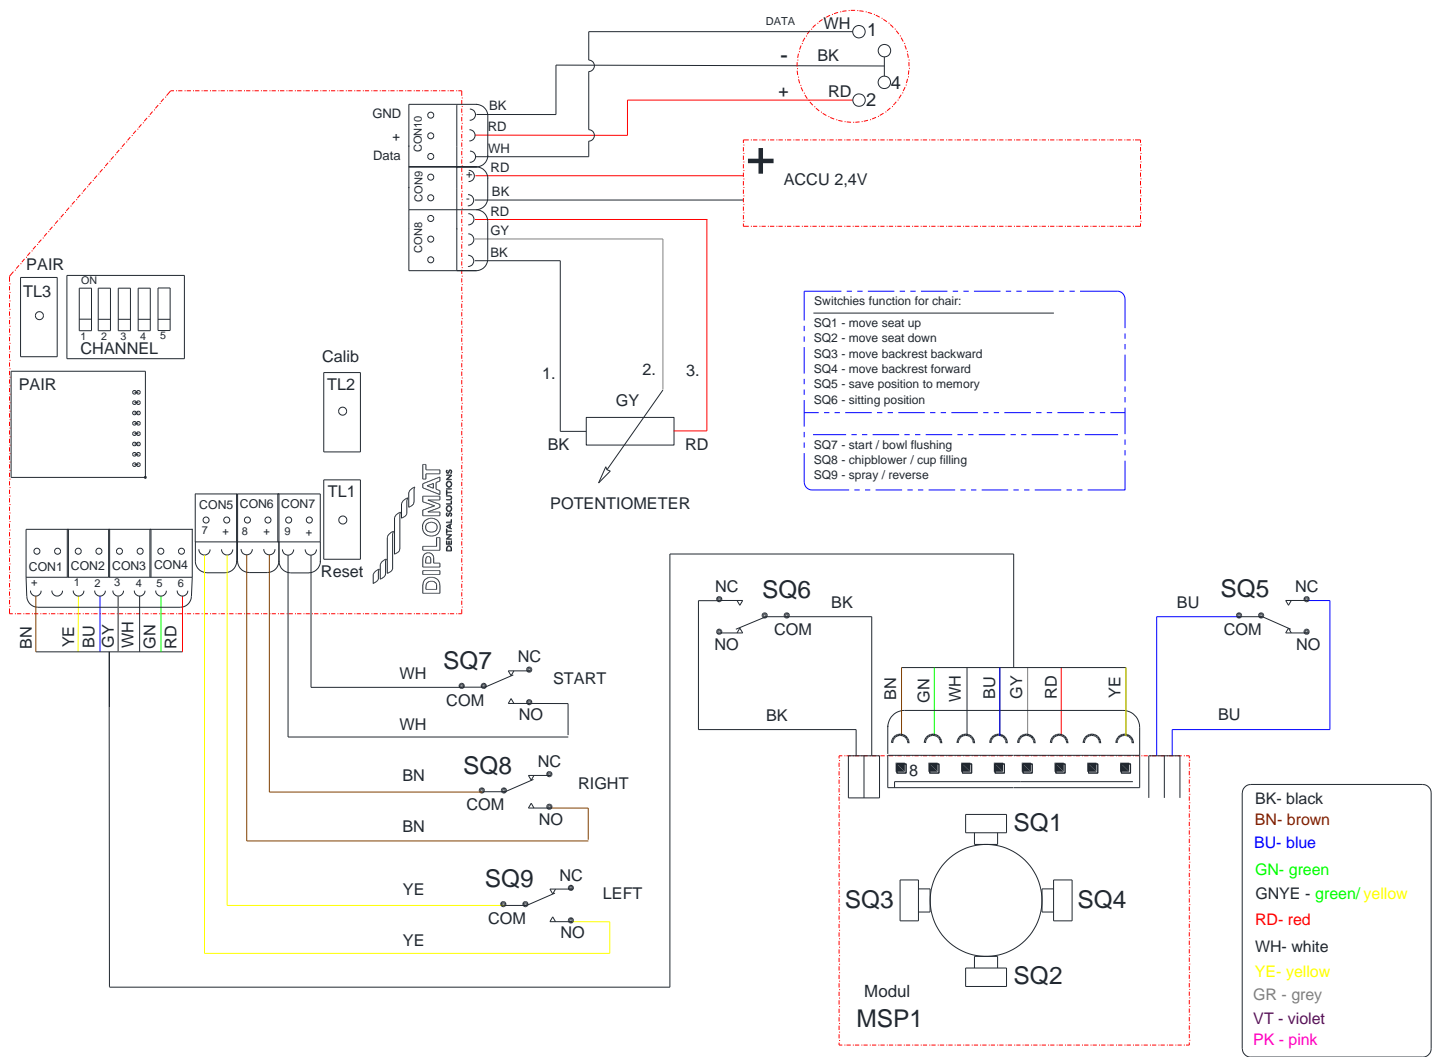 DATA WH 1
- BK
4
+ RD 2
GND CON10 BK
+ RD
Data WH
CON9 + RD
- BK
+ ACCU 2,4V
CON8 RD
GY
BK
PAIR
TL3
ON
1 2 3 4 5
CHANNEL
PAIR
Calib
TL2
TL1
Reset
DIPLOMAT
DENTAL SOLUTIONS
1. 2. 3.
GY
BK RD
POTENTIOMETER
Switchies function for chair:
SQ1 - move seat up
SQ2 - move seat down
SQ3 - move backrest backward
SQ4 - move backrest forward
SQ5 - save position to memory
SQ6 - sitting position
SQ7 - start / bowl flushing
SQ8 - chipblower / cup filling
SQ9 - spray / reverse
CON5 CON6 CON7
7 + 8 + 9 +
CON1 CON2 CON3 CON4
+ 1 2 3 4 5 6
BN YE BU GY WH GN RD
WH SQ7 NC START
COM NO
WH
BN SQ8 NC RIGHT
COM NO
BN
YE SQ9 NC LEFT
COM NO
YE
NC SQ6 BK
NO COM
BK
BU SQ5 NC
COM NO
BU
BN GN WH BU GY RD YE
8
SQ1
SQ3 SQ4
SQ2
Modul
MSP1
BK- black
BN- brown
BU- blue
GN- green
GNYE - green/ yellow
RD- red
WH- white
YE- yellow
GR - grey
VT - violet
PK - pink